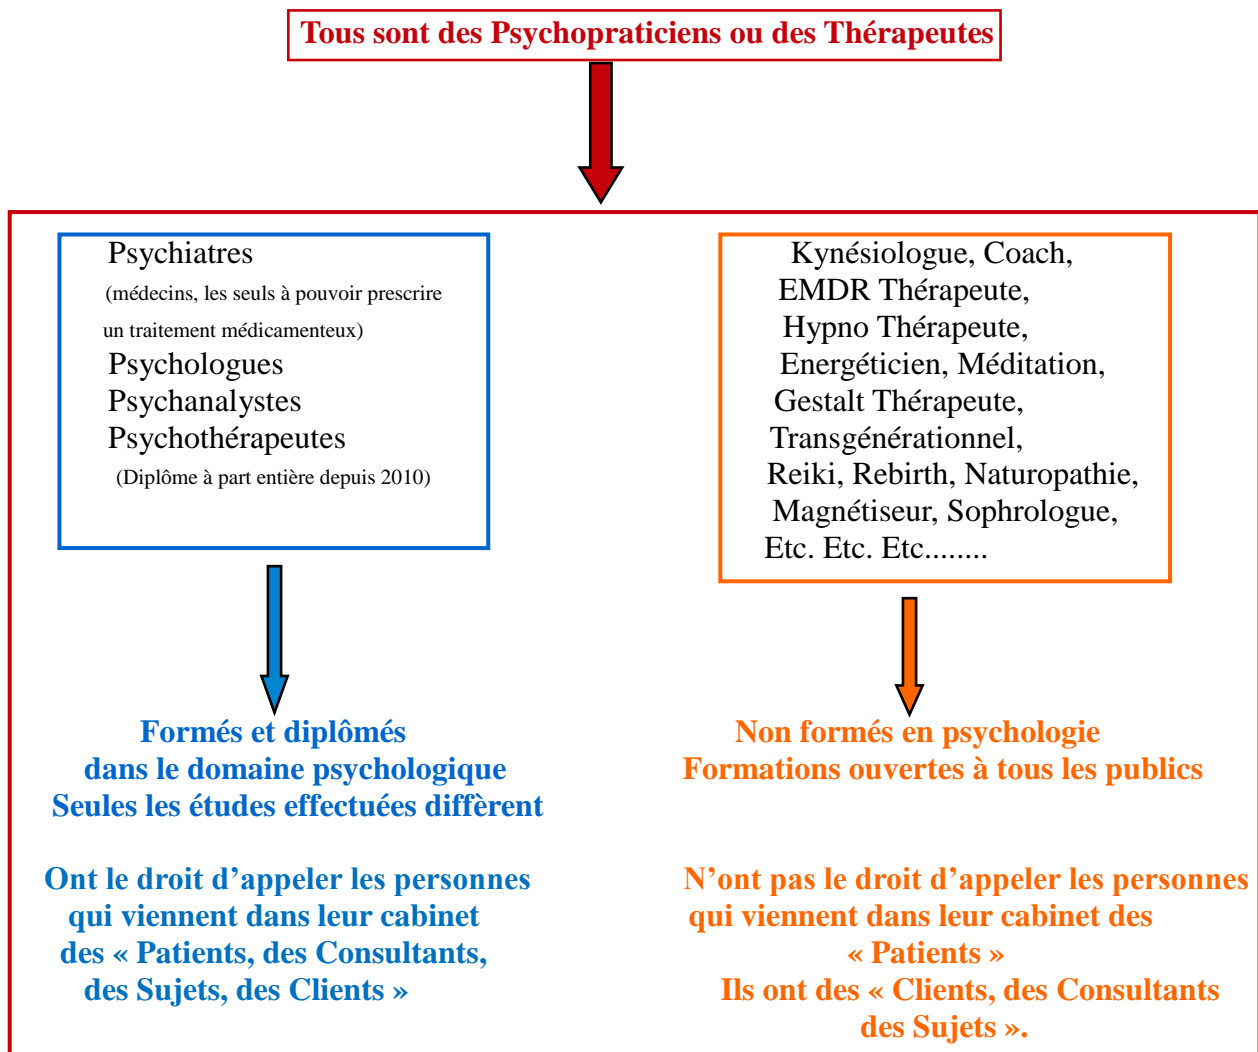 Tous sont des Psychopraticiens ou des Thérapeutes
Psychiatres
(médecins, les seuls à pouvoir prescrire
un traitement médicamenteux)
Psychologues
Psychanalystes
Psychothérapeutes
(Diplôme à part entière depuis 2010)
Kynésiologue, Coach,
EMDR Thérapeute,
Hypno Thérapeute,
Energéticien, Méditation,
Gestalt Thérapeute,
Transgénérationnel,
Reiki, Rebirth, Naturopathie,
Magnétiseur, Sophrologue,
Etc. Etc. Etc........
Formés et diplômés
dans le domaine psychologique
Seules les études effectuées diffèrent
Non formés en psychologie
Formations ouvertes à tous les publics
Ont le droit d’appeler les personnes
qui viennent dans leur cabinet
des « Patients, des Consultants,
des Sujets, des Clients »
N’ont pas le droit d’appeler les personnes
qui viennent dans leur cabinet des
« Patients »
Ils ont des « Clients, des Consultants
des Sujets ».